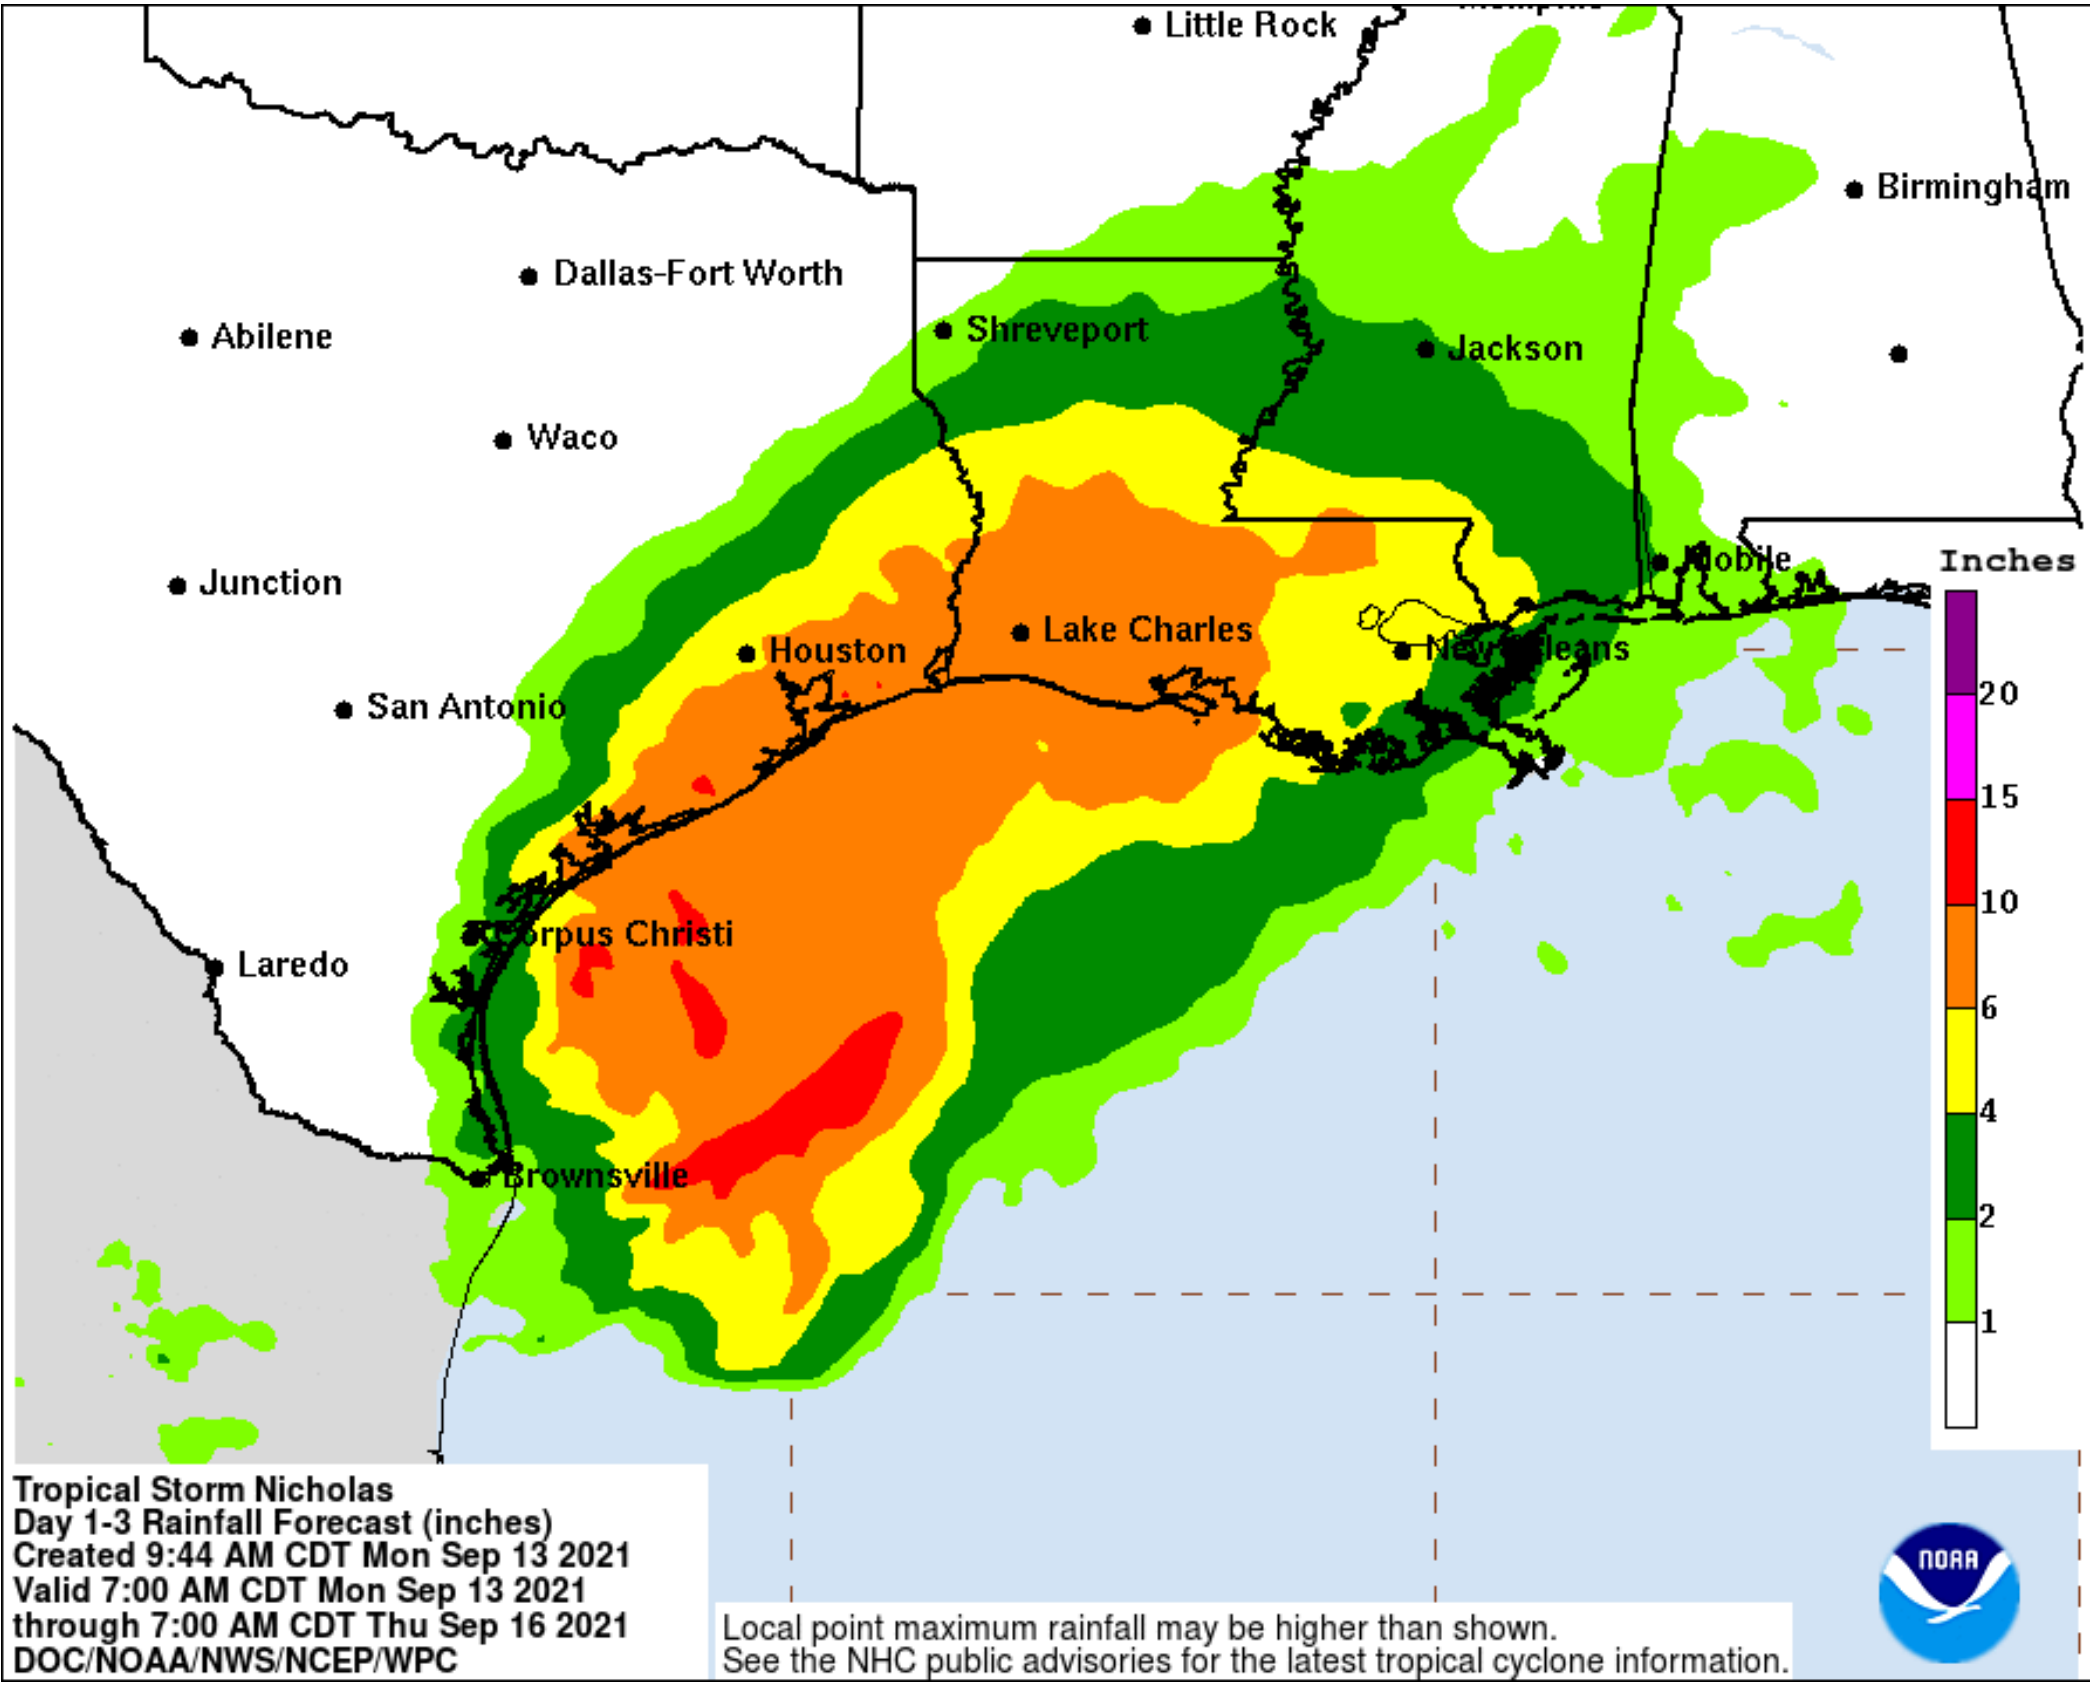 Little Rock
Birmingham
Dallas-Fort Worth
Shreveport
Abilene
Jackson
Waco
Mobile
Inches
Junction
Lake Charles
Houston
New Orleans
San Antonio
20
15
10
Corpus Christi
Laredo
6
4
Brownsville
2
1
Tropical Storm Nicholas
Day 1-3 Rainfall Forecast (inches)
Created 9:44 AM CDT Mon Sep 13 2021
Valid 7:00 AM CDT Mon Sep 13 2021
through 7:00 AM CDT Thu Sep 16 2021
DOC/NOAA/NWS/NCEP/WPC
Local point maximum rainfall may be higher than shown.
See the NHC public advisories for the latest tropical cyclone information.
NOAA